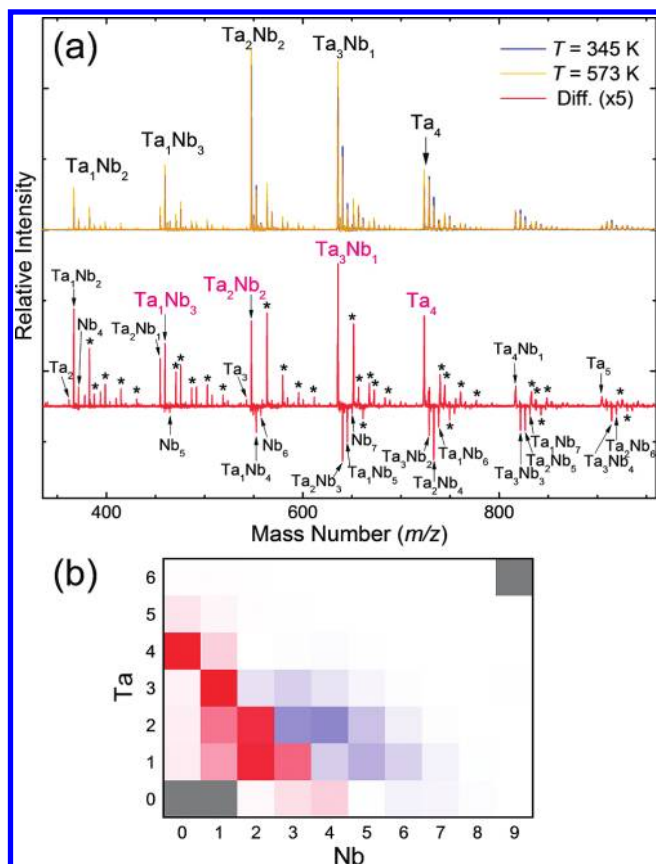 (a)
T = 345 K
T = 573 K
Diff. (x5)
Ta₁Nb₂
Ta₁Nb₃
Ta₂Nb₂
Ta₃Nb₁
Ta₄
Relative Intensity
Ta₂
Ta₁Nb₂
Nb₄
*
*
*
*
*
Ta₂Nb₁
Ta₁Nb₃
Nb₅
*
*
*
*
*
Ta₃
Ta₂Nb₂
Ta₁Nb₄
Nb₆
*
*
*
*
Ta₃Nb₁
Ta₂Nb₃
Ta₁Nb₅
Nb₇
*
*
*
*
*
*
Ta₄
Ta₃Nb₂
Ta₂Nb₄
Ta₁Nb₆
*
*
*
*
*
Ta₄Nb₁
Ta₃Nb₃
Ta₂Nb₅
Ta₁Nb₇
*
*
*
*
*
Ta₅
Ta₃Nb₄
Ta₂Nb₆
*
*
*
400 600 800
Mass Number (m/z)
(b)
Ta
6
5
4
3
2
1
0
0 1 2 3 4 5 6 7 8 9
Nb